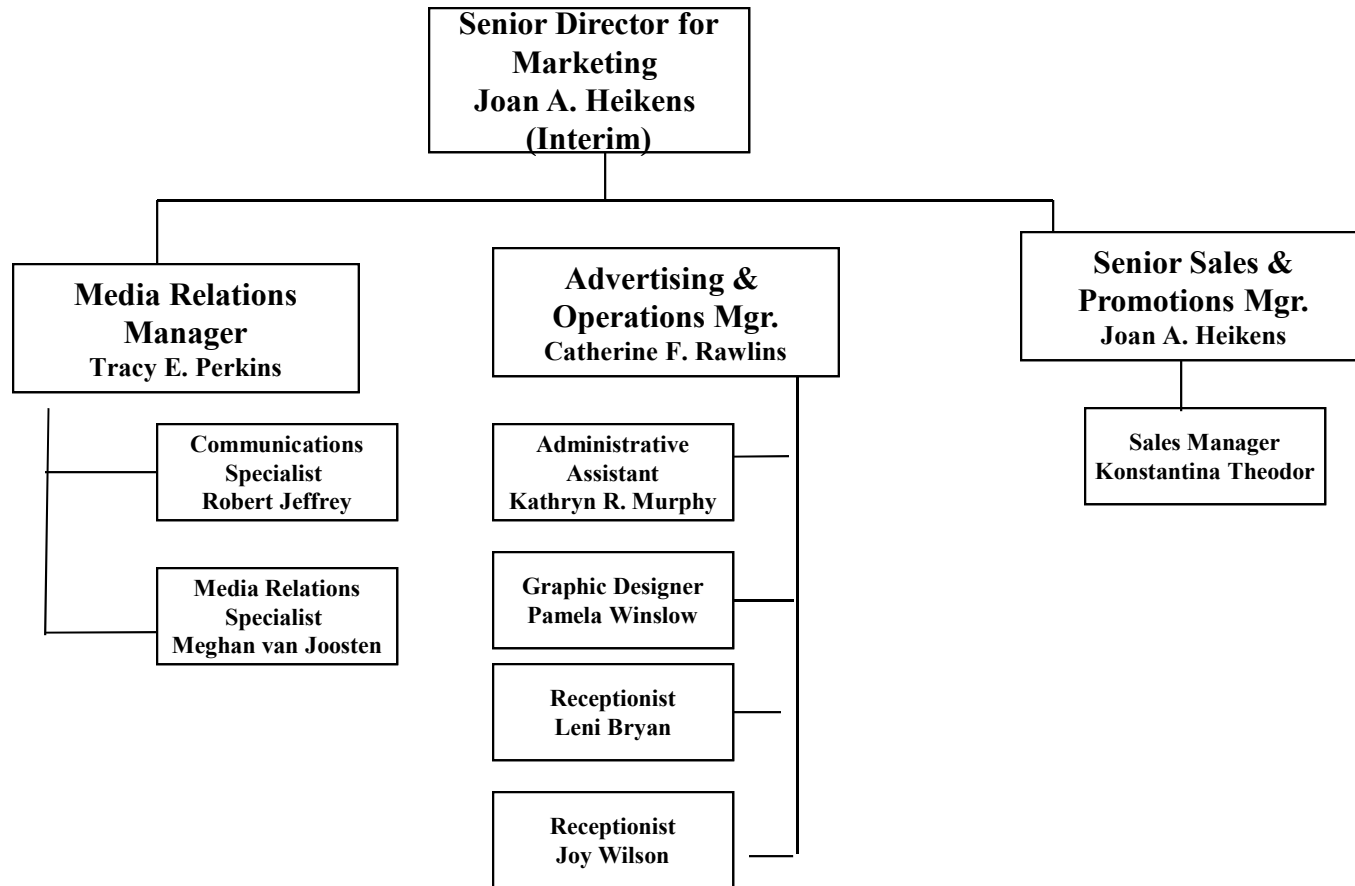 Senior Director for
Marketing
Joan A. Heikens
(Interim)
Media Relations
Manager
Tracy E. Perkins
Advertising &
Operations Mgr.
Catherine F. Rawlins
Senior Sales &
Promotions Mgr.
Joan A. Heikens
Communications
Specialist
Robert Jeffrey
Media Relations
Specialist
Meghan van Joosten
Administrative
Assistant
Kathryn R. Murphy
Graphic Designer
Pamela Winslow
Receptionist
Leni Bryan
Receptionist
Joy Wilson
Sales Manager
Konstantina Theodor